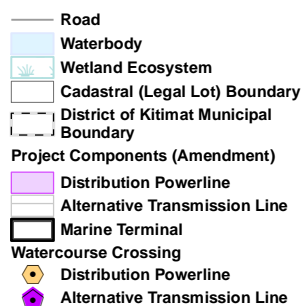 Road
Waterbody
Wetland Ecosystem
Cadastral (Legal Lot) Boundary
District of Kitimat Municipal
Boundary
Project Components (Amendment)
Distribution Powerline
Alternative Transmission Line
Marine Terminal
Watercourse Crossing
Distribution Powerline
Alternative Transmission Line